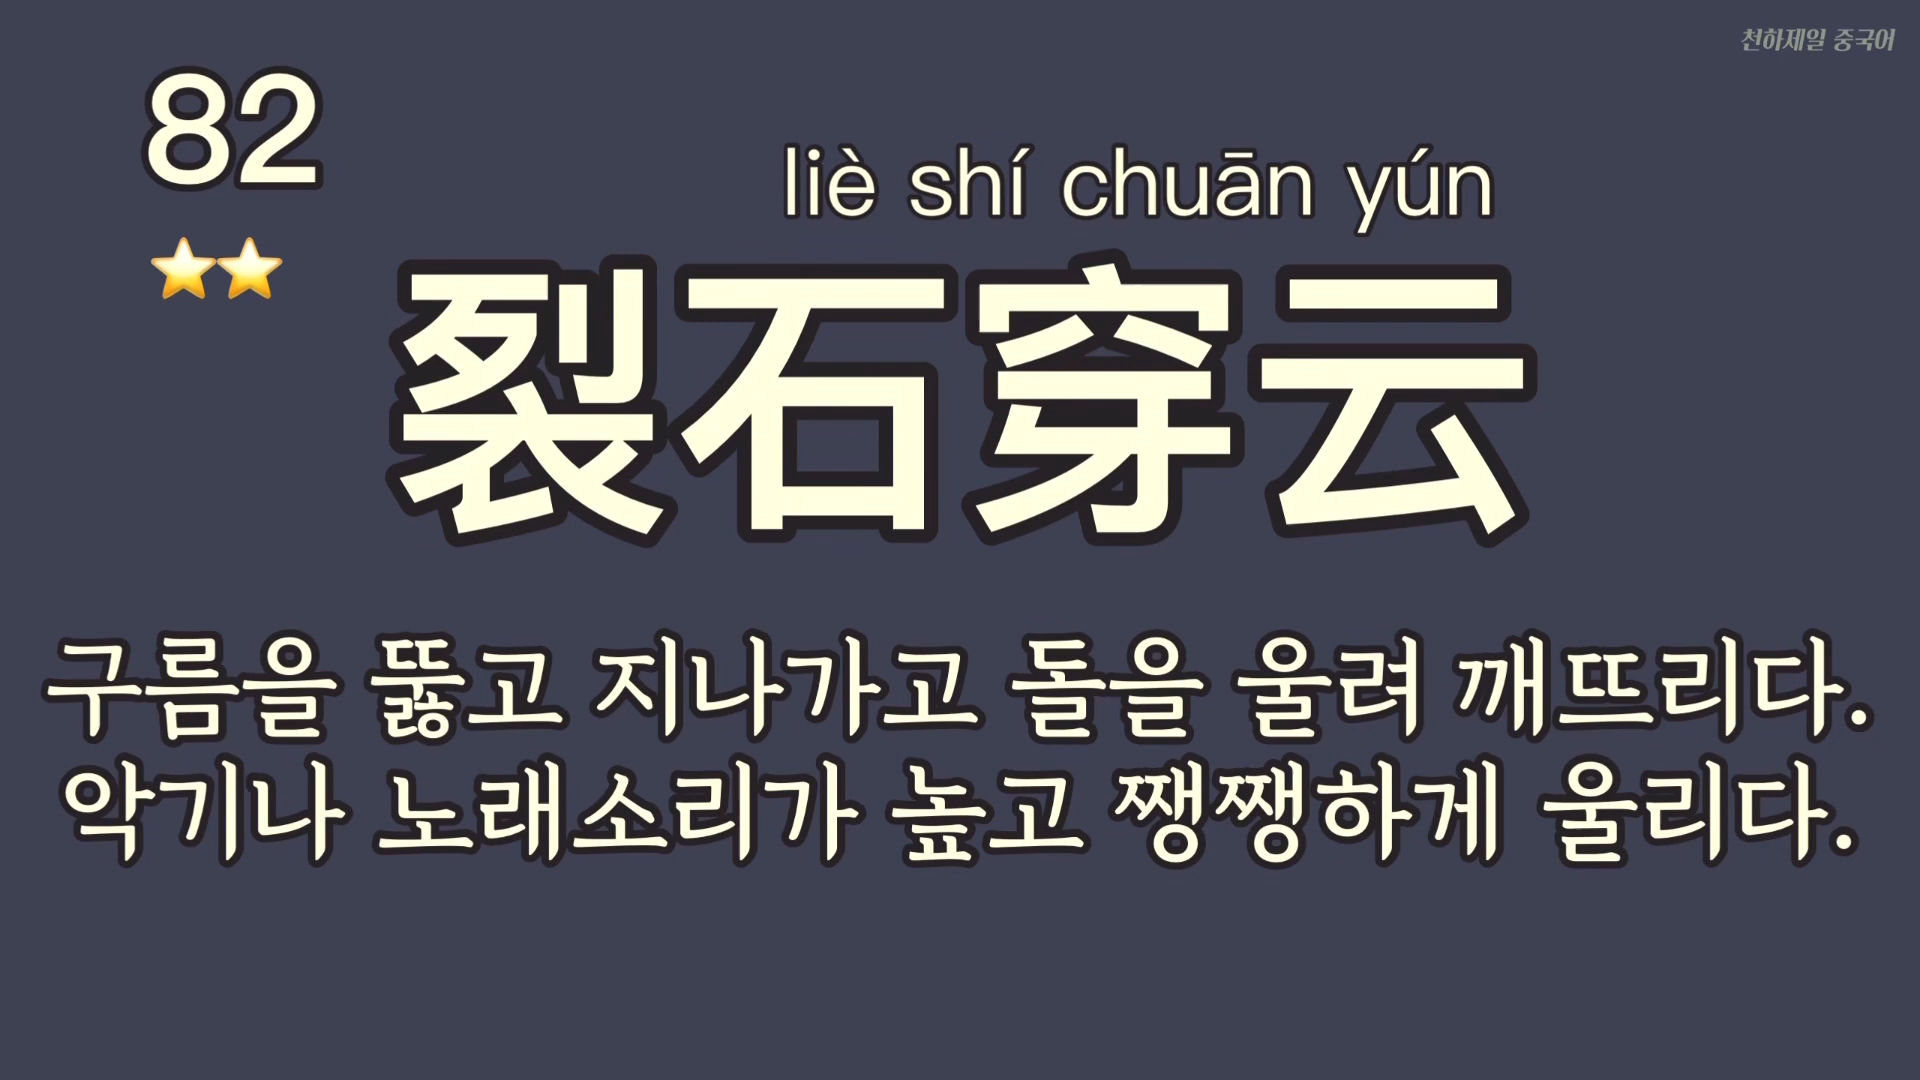 천하제일 중국어
82
⭐⭐
liè shí chuān yún
裂石穿云
구름을 뚫고 지나가고 돌을 울려 깨뜨리다.
악기나 노래소리가 높고 쨍쨍하게 울리다.